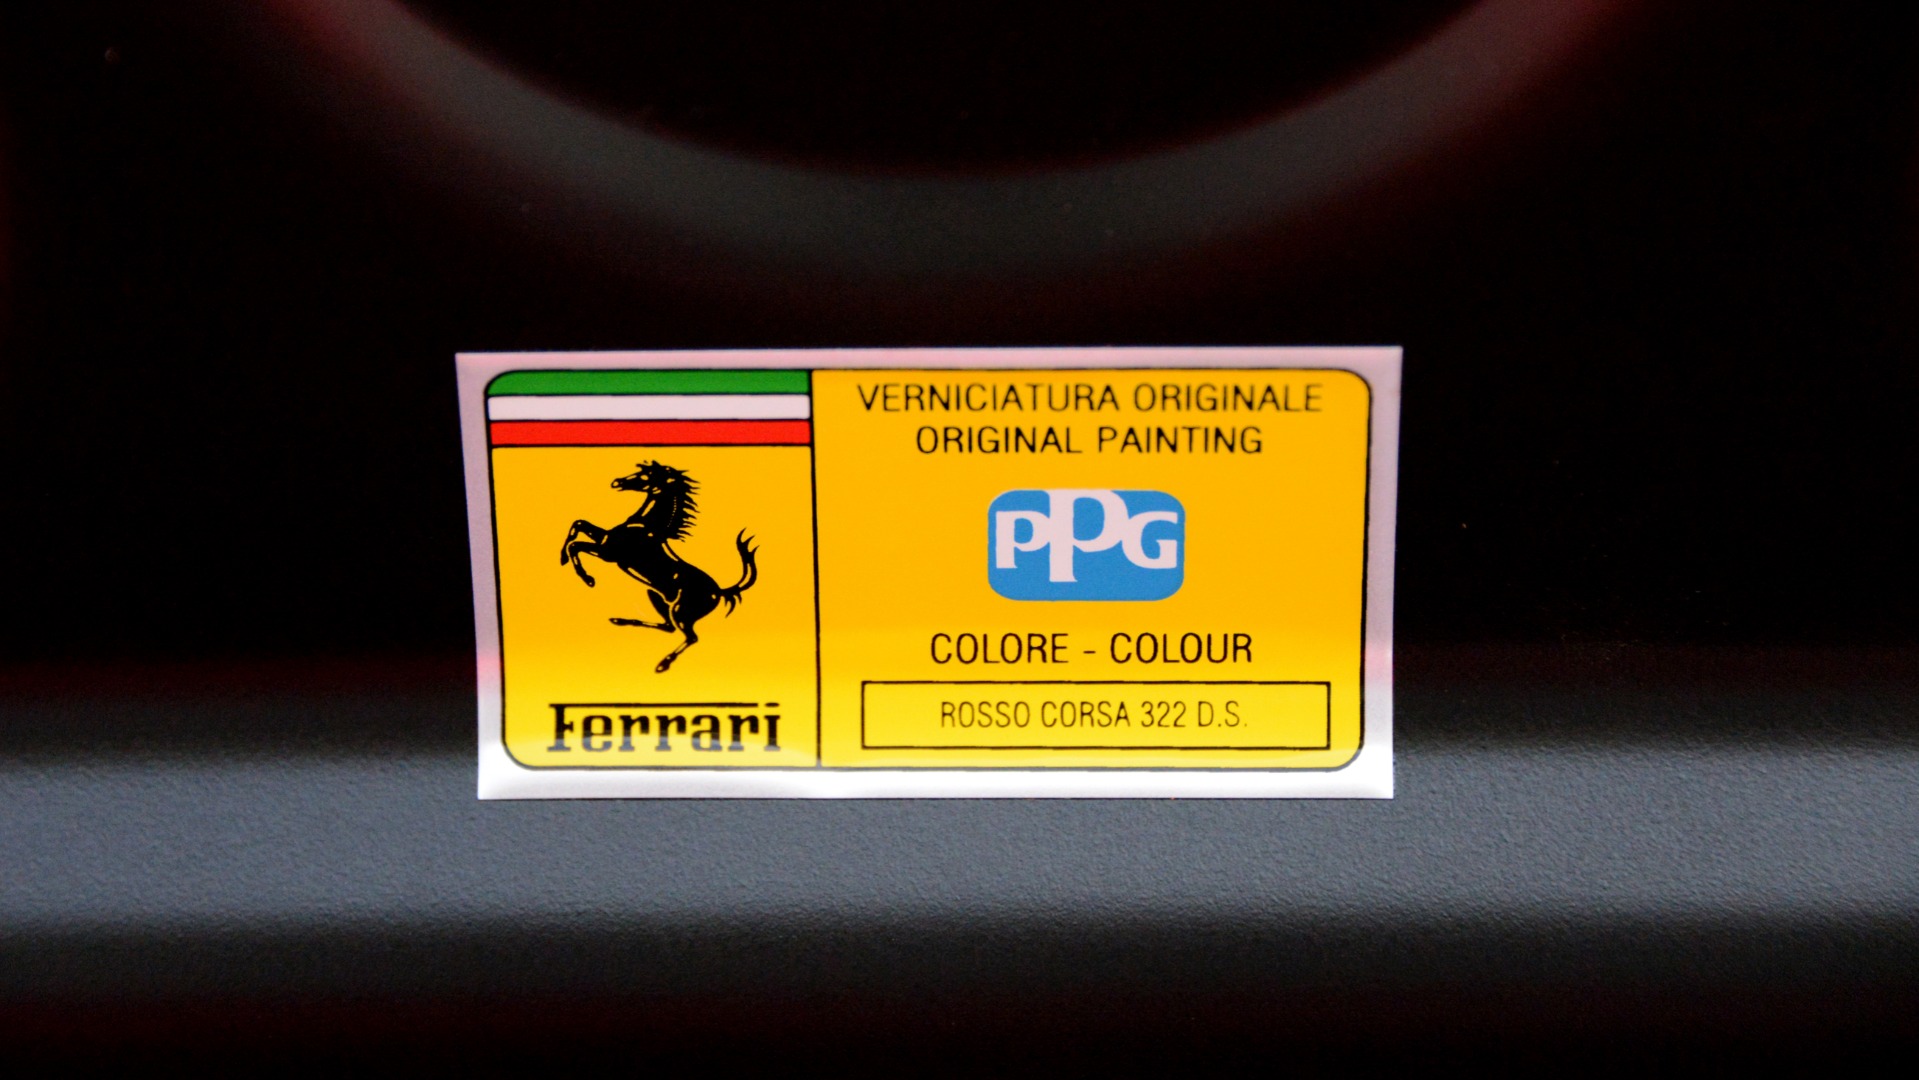 VERNICIATURA ORIGINALE
ORIGINAL PAINTING
PPG
COLORE - COLOUR
ROSSO CORSA 322 D.S.
Ferrari